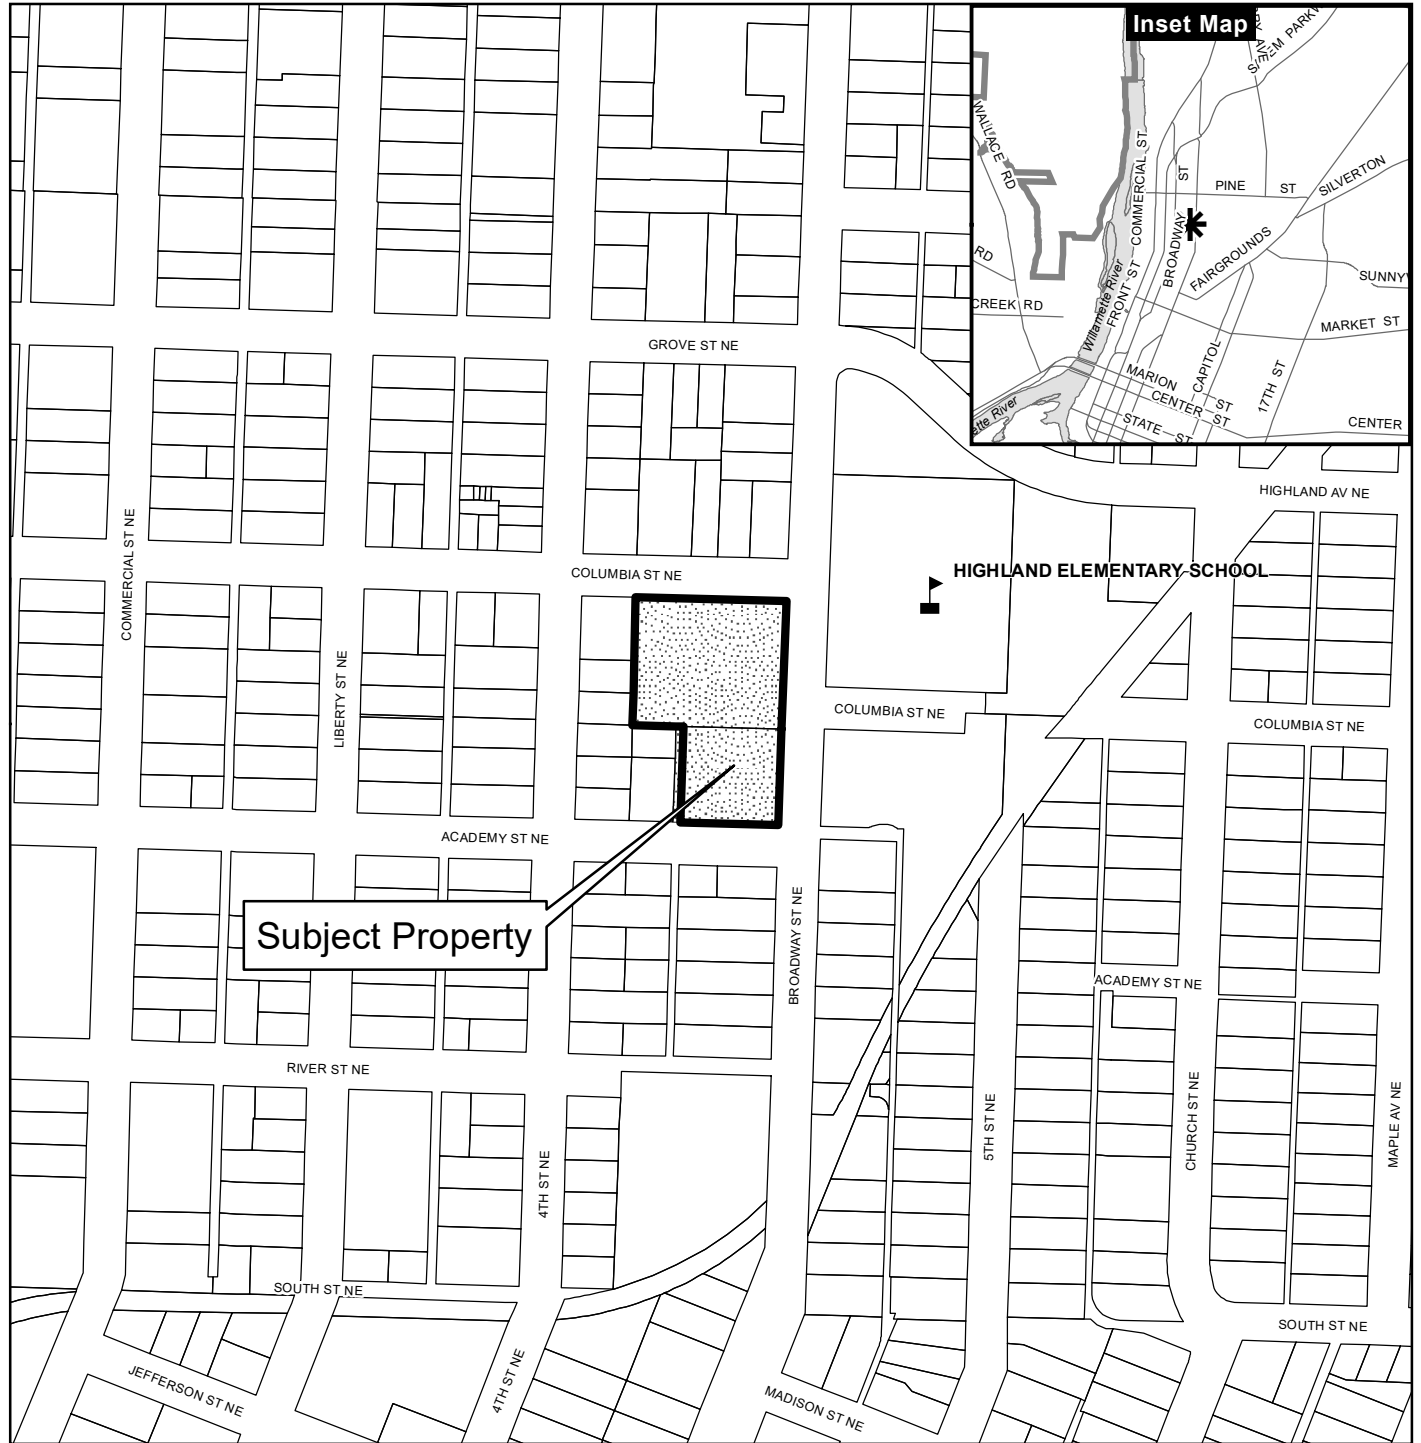 Inset Map
SALEM PARKW
WALLACE RD
COMMERCIAL ST
ST
PINE ST
SILVERTON
BROADWAY
FAIRGROUNDS
RD
SUNNY
CREEK RD
Willamette River
FRONT ST
MARKET ST
MARION ST
CAPITOL
17TH ST
CENTER ST
STATE ST
CENTER
ette River
GROVE ST NE
HIGHLAND AV NE
COMMERCIAL ST NE
COLUMBIA ST NE
HIGHLAND ELEMENTARY SCHOOL
LIBERTY ST NE
COLUMBIA ST NE
COLUMBIA ST NE
ACADEMY ST NE
Subject Property
BROADWAY ST NE
ACADEMY ST NE
RIVER ST NE
4TH ST NE
5TH ST NE
CHURCH ST NE
MAPLE AV NE
SOUTH ST NE
SOUTH ST NE
JEFFERSON ST NE
4TH ST NE
MADISON ST NE